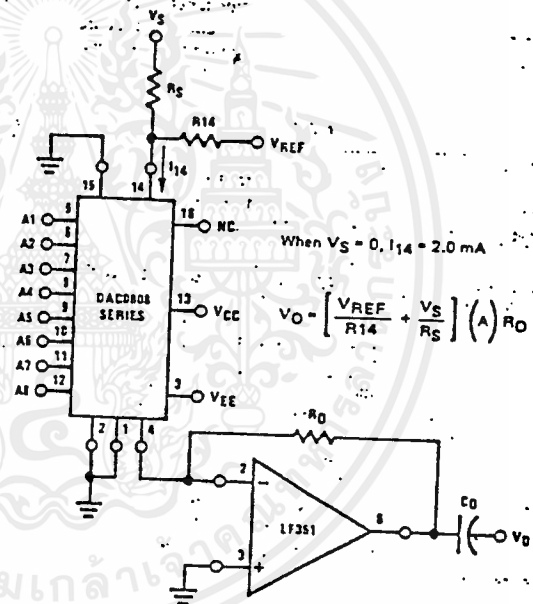 VS
RS
R14
VREF
I14
15
14
A1 5
16 NC
A2 6
When VS = 0, I14 = 2.0 mA
A3 7
A4 8
DAC0808
SERIES
13 VCC
A5 9
VO = [VREF/R14 + VS/RS] (A) RO
A6 10
A7 11
A8 12
3 VEE
2 1 4
RO
2 −
LF351
6
CO
VO
3 +